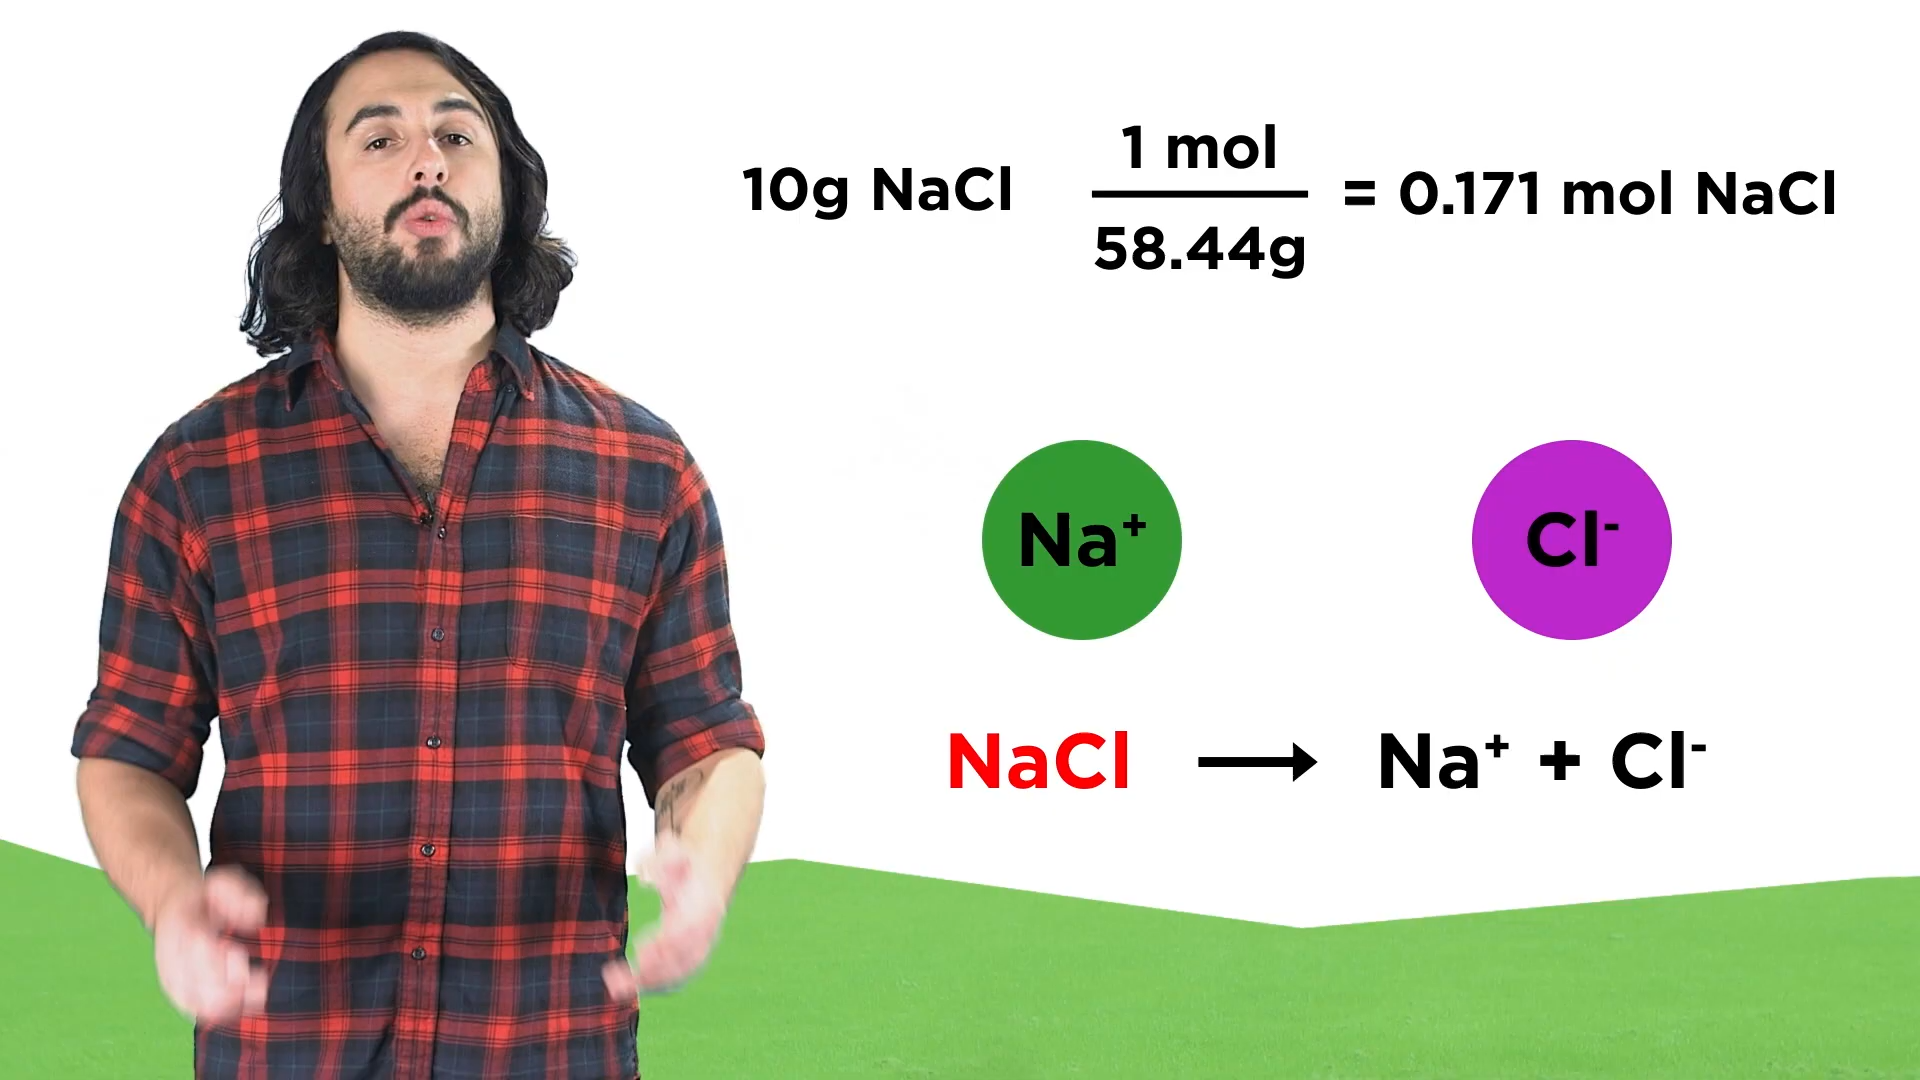 10g NaCl 1 mol = 0.171 mol NaCl
58.44g
Na⁺ Cl⁻
NaCl → Na⁺ + Cl⁻